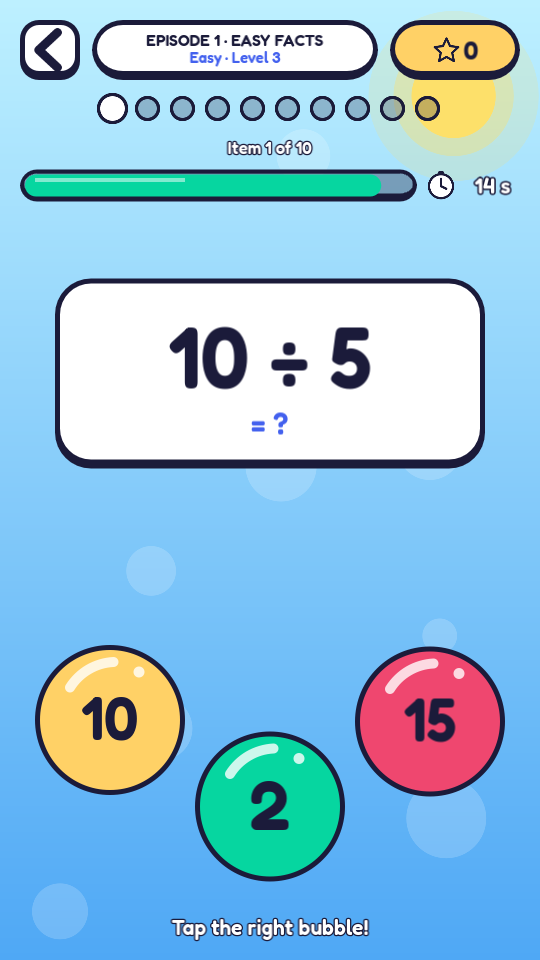 EPISODE 1 · EASY FACTS
Easy · Level 3
0
Item 1 of 10
14 s
10 ÷ 5
= ?
10
15
2
Tap the right bubble!